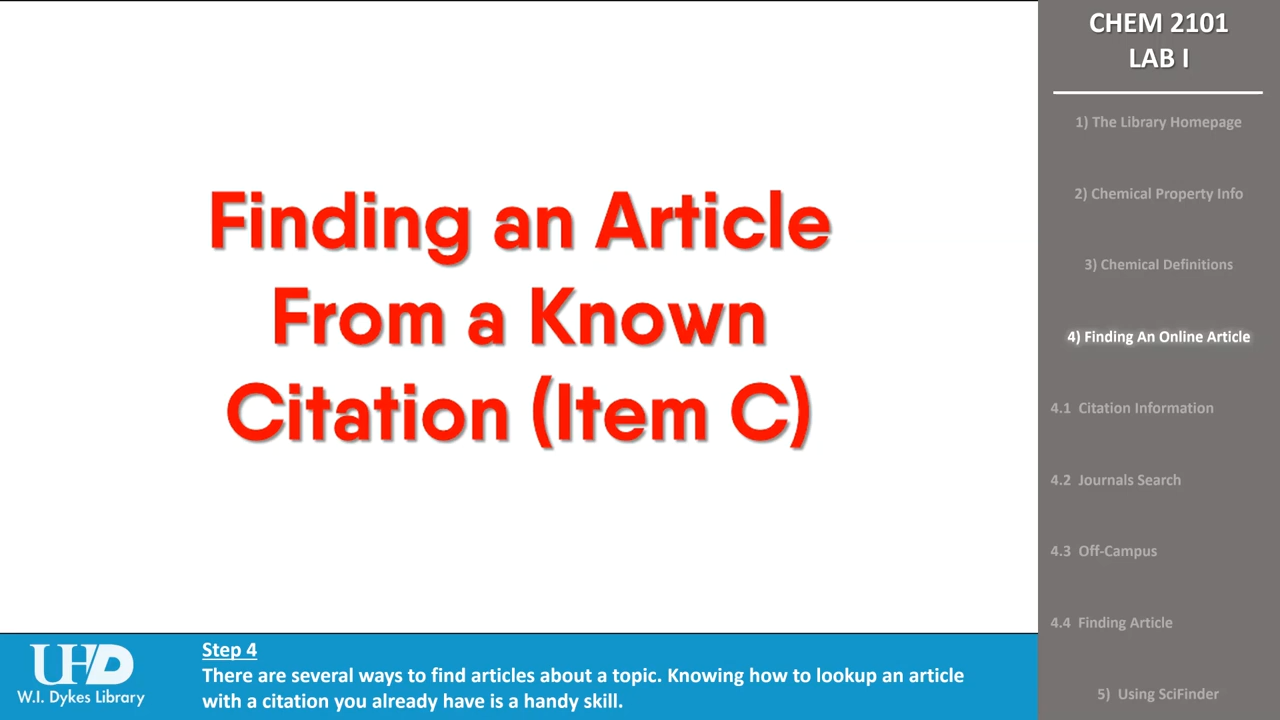 Finding an Article
From a Known
Citation (Item C)
CHEM 2101
LAB I
1) The Library Homepage
2) Chemical Property Info
3) Chemical Definitions
4) Finding An Online Article
4.1 Citation Information
4.2 Journals Search
4.3 Off-Campus
4.4 Finding Article
5) Using SciFinder
UHD
W.I. Dykes Library
Step 4
There are several ways to find articles about a topic. Knowing how to lookup an article
with a citation you already have is a handy skill.